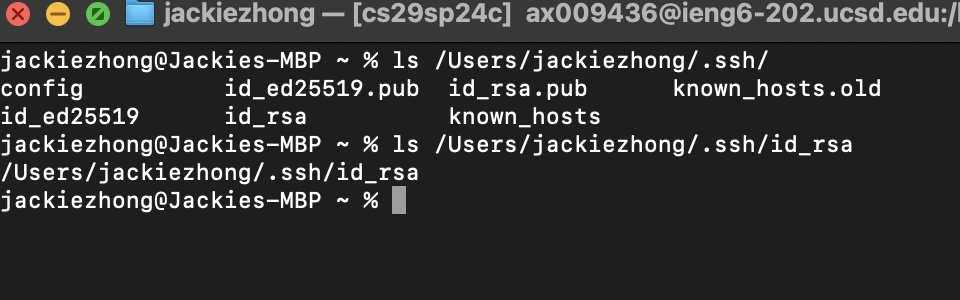 jackiezhong — [cs29sp24c] ax009436@ieng6-202.ucsd.edu:/
jackiezhong@Jackies-MBP ~ % ls /Users/jackiezhong/.ssh/
config id_ed25519.pub id_rsa.pub known_hosts.old
id_ed25519 id_rsa known_hosts
jackiezhong@Jackies-MBP ~ % ls /Users/jackiezhong/.ssh/id_rsa
/Users/jackiezhong/.ssh/id_rsa
jackiezhong@Jackies-MBP ~ %